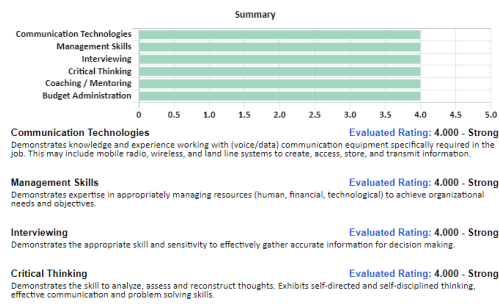 Summary
Communication Technologies
Management Skills
Interviewing
Critical Thinking
Coaching / Mentoring
Budget Administration
0 0.5 1.0 1.5 2.0 2.5 3.0 3.5 4.0 4.5 5.0
Communication Technologies Evaluated Rating: 4.000 - Strong
Demonstrates knowledge and experience working with (voice/data) communication equipment specifically required in the
job. This may include mobile radio, wireless, and land line systems to create, access, store, and transmit information.
Management Skills Evaluated Rating: 4.000 - Strong
Demonstrates expertise in appropriately managing resources (human, financial, technological) to achieve organizational
needs and objectives.
Interviewing Evaluated Rating: 4.000 - Strong
Demonstrates the appropriate skill and sensitivity to effectively gather accurate information for decision making.
Critical Thinking Evaluated Rating: 4.000 - Strong
Demonstrates the skill to analyze, assess and reconstruct thoughts. Exhibits self-directed and self-disciplined thinking,
effective communication and problem solving skills.